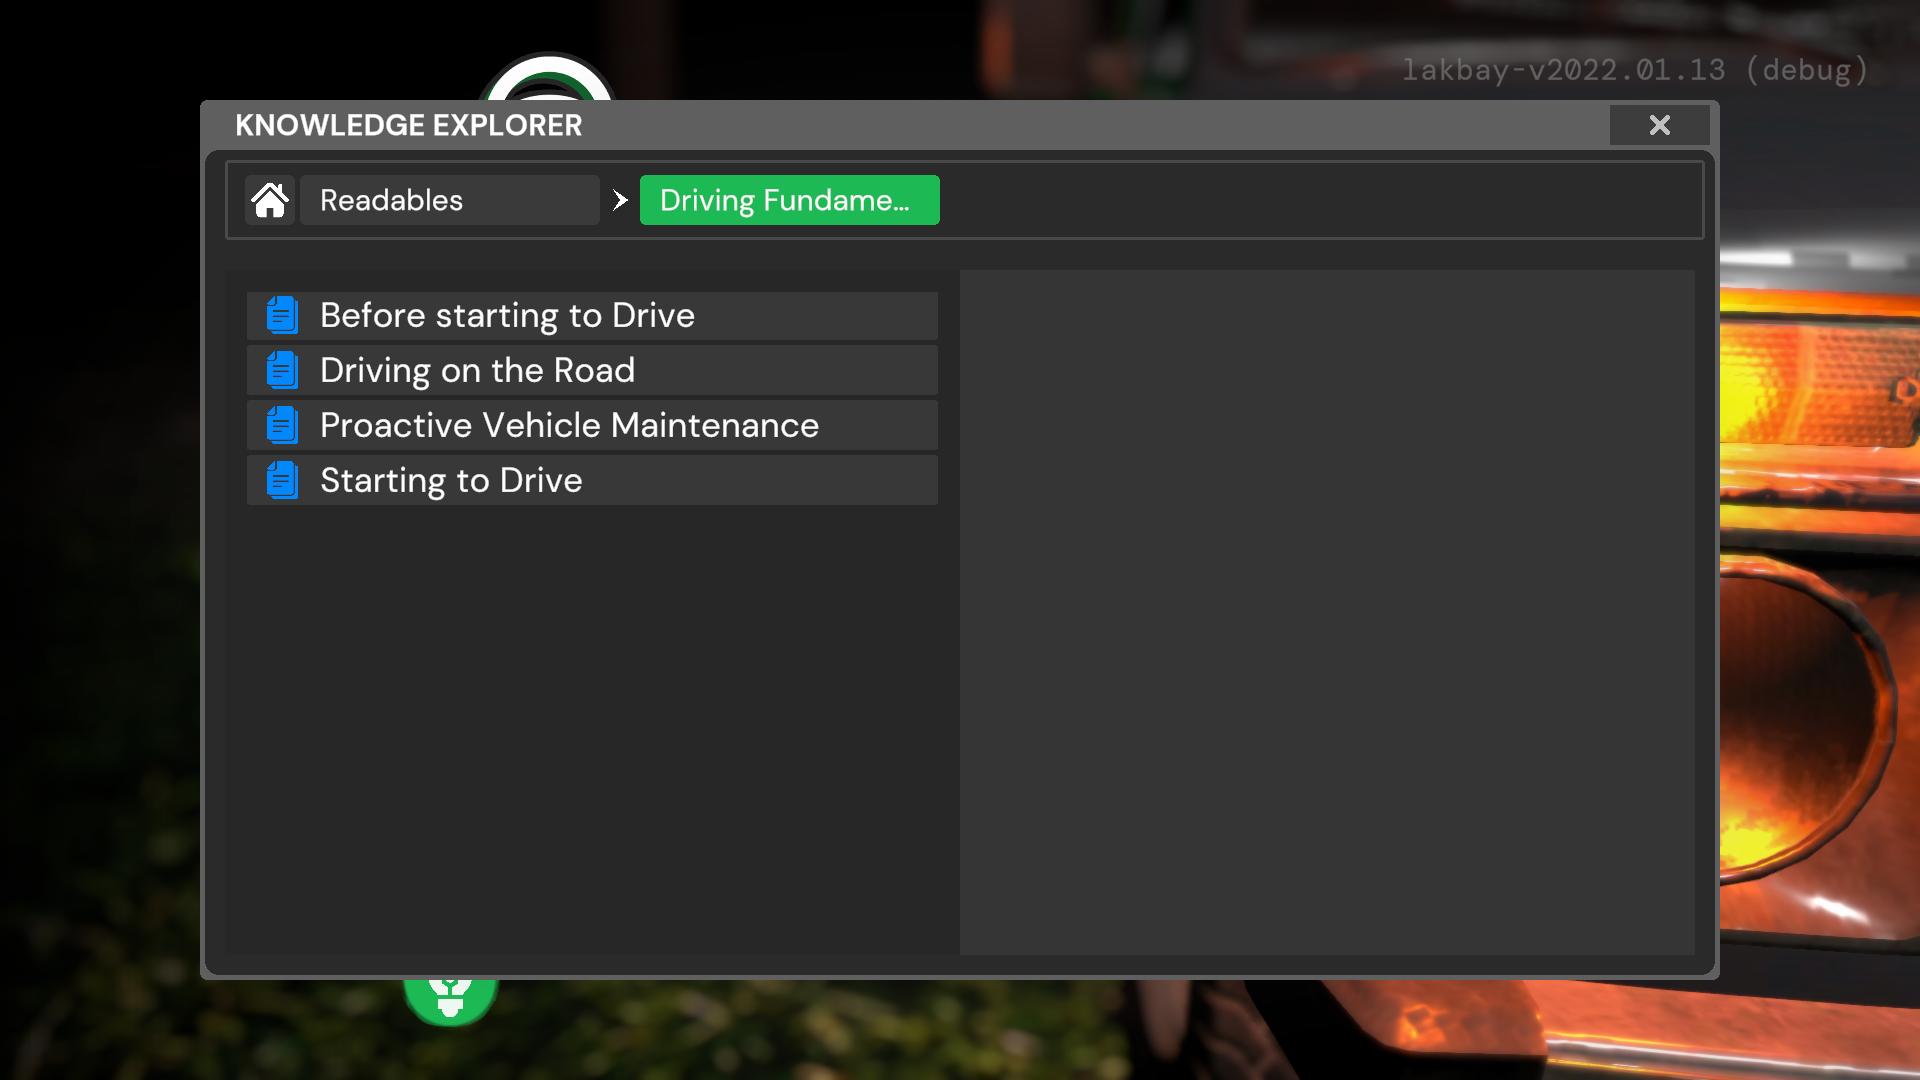 lakbay-v2022.01.13 (debug)
KNOWLEDGE EXPLORER
Readables
Driving Fundame...
Before starting to Drive
Driving on the Road
Proactive Vehicle Maintenance
Starting to Drive